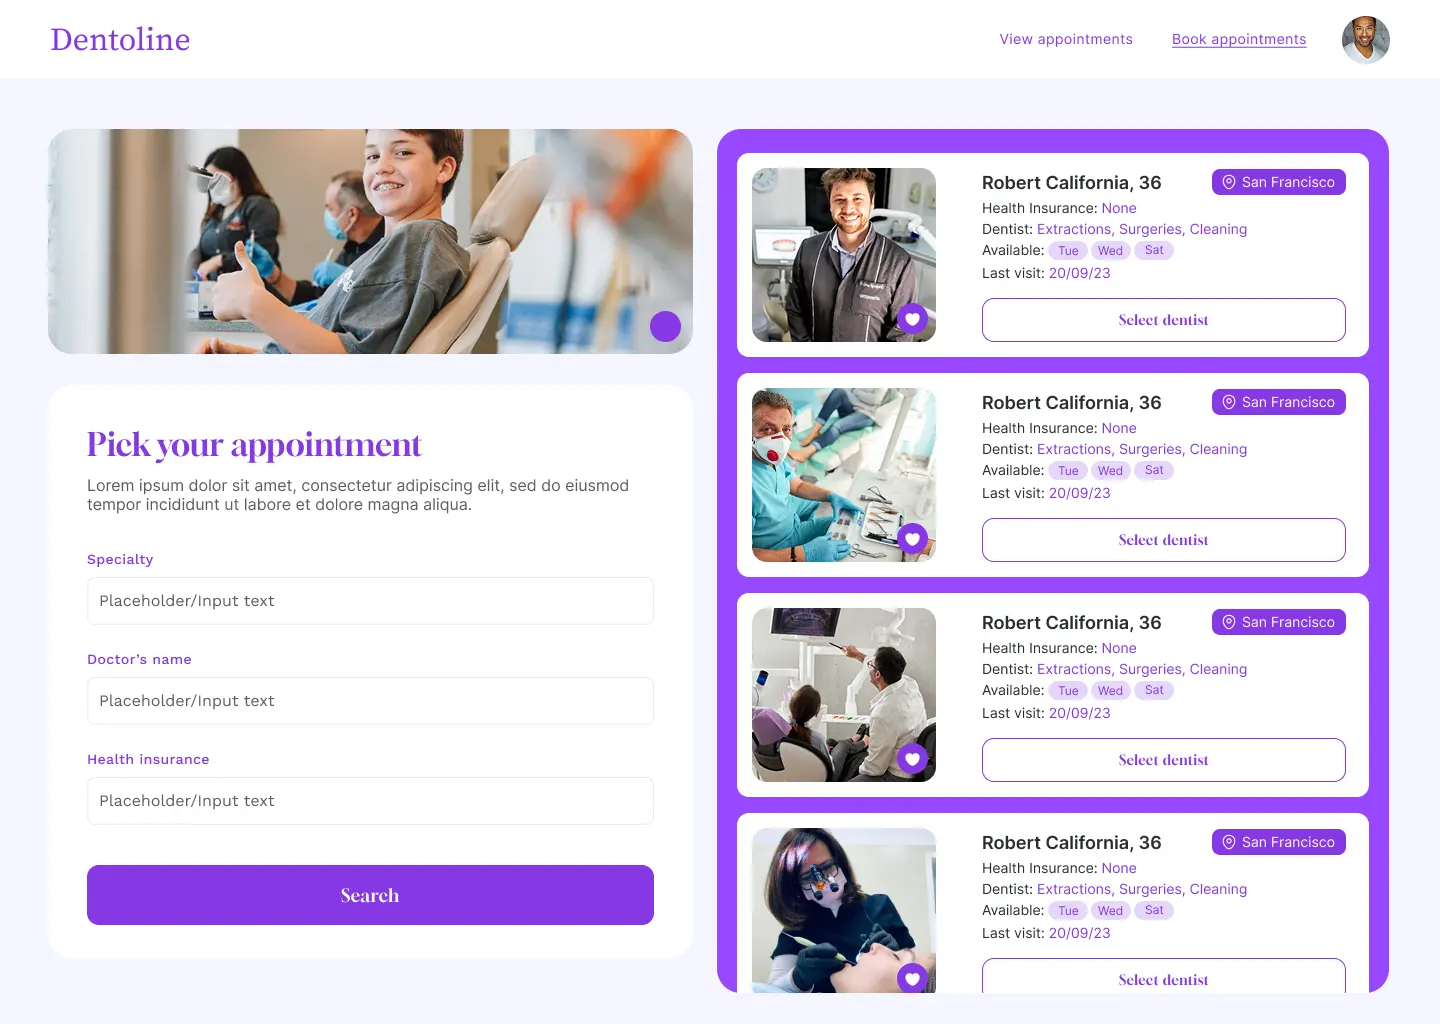 Dentoline
View appointments
Book appointments
Pick your appointment
Lorem ipsum dolor sit amet, consectetur adipiscing elit, sed do eiusmod
tempor incididunt ut labore et dolore magna aliqua.
Specialty
Placeholder/Input text
Doctor’s name
Placeholder/Input text
Health insurance
Placeholder/Input text
Search
Robert California, 36
San Francisco
Health Insurance: None
Dentist: Extractions, Surgeries, Cleaning
Available: Tue Wed Sat
Last visit: 20/09/23
Select dentist
Robert California, 36
San Francisco
Health Insurance: None
Dentist: Extractions, Surgeries, Cleaning
Available: Tue Wed Sat
Last visit: 20/09/23
Select dentist
Robert California, 36
San Francisco
Health Insurance: None
Dentist: Extractions, Surgeries, Cleaning
Available: Tue Wed Sat
Last visit: 20/09/23
Select dentist
Robert California, 36
San Francisco
Health Insurance: None
Dentist: Extractions, Surgeries, Cleaning
Available: Tue Wed Sat
Last visit: 20/09/23
Select dentist